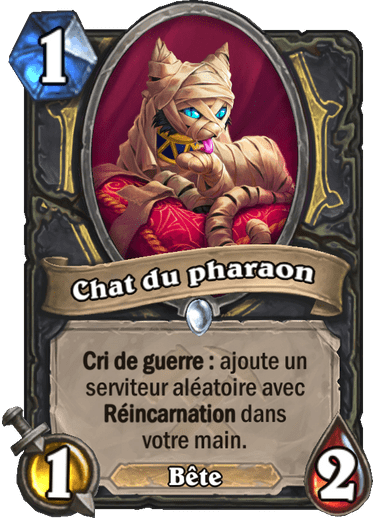 1
Chat du pharaon
Cri de guerre : ajoute un
serviteur aléatoire avec
Réincarnation dans
votre main.
1
Bête
2